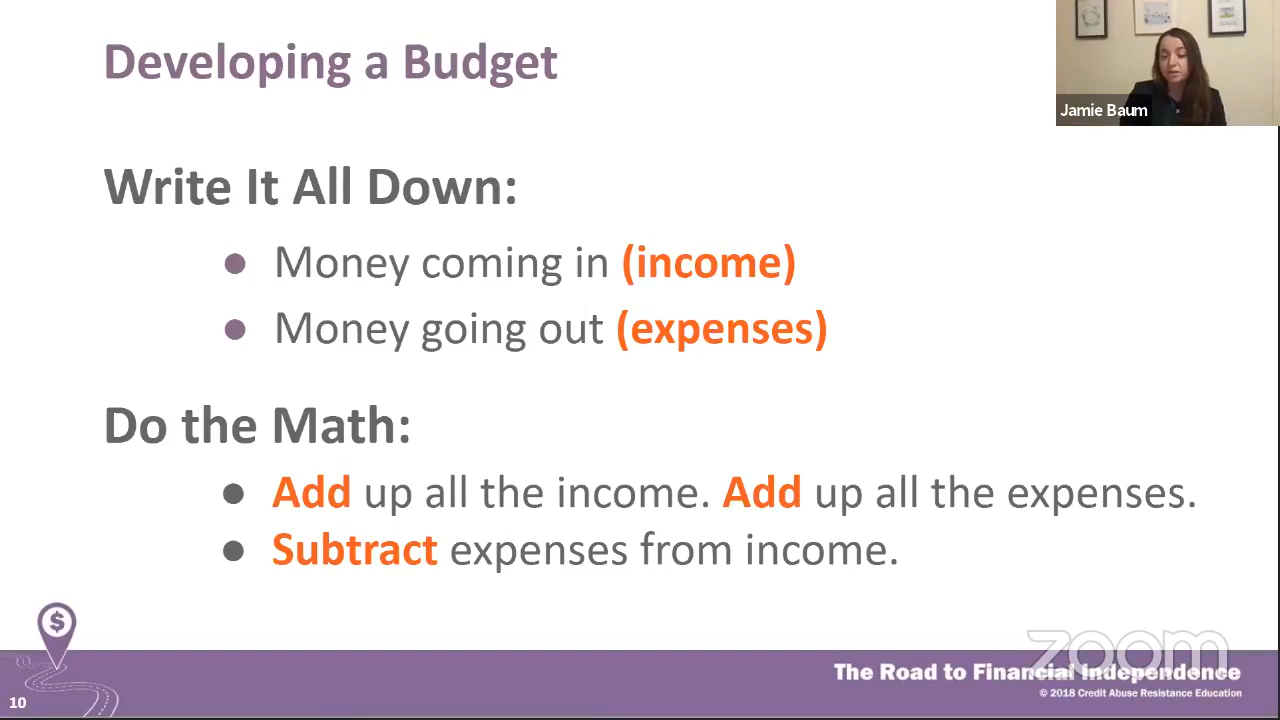 Developing a Budget
Jamie Baum
Write It All Down:
● Money coming in (income)
● Money going out (expenses)
Do the Math:
● Add up all the income. Add up all the expenses.
● Subtract expenses from income.
$
zoom
The Road to Financial Independence
© 2018 Credit Abuse Resistance Education
10